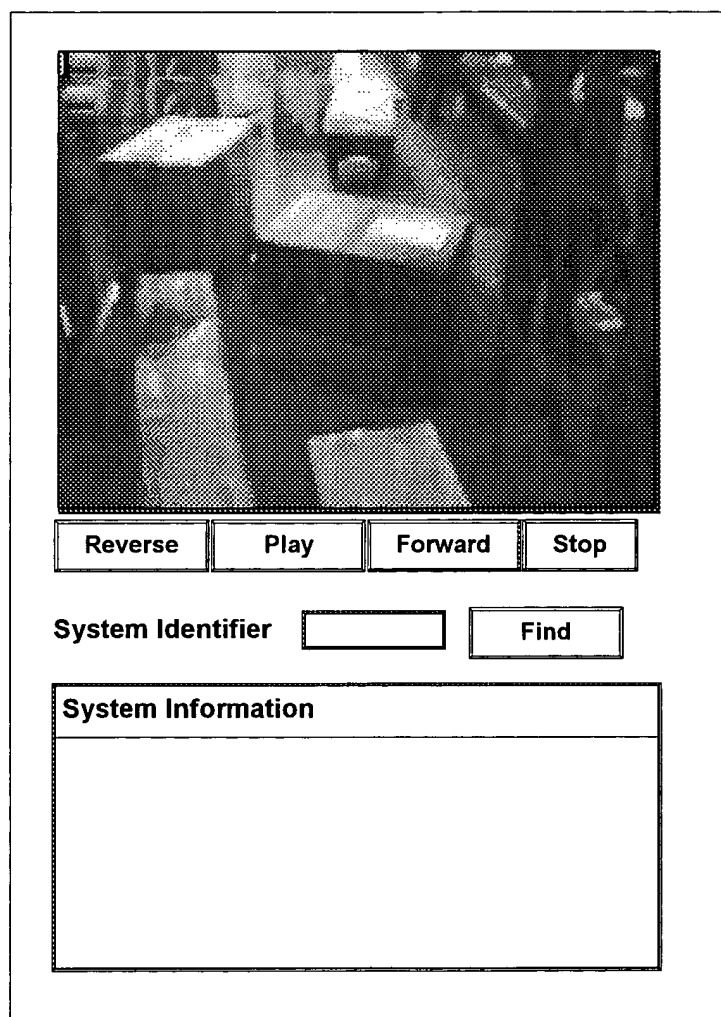 Reverse Play Forward Stop
System Identifier Find
System Information